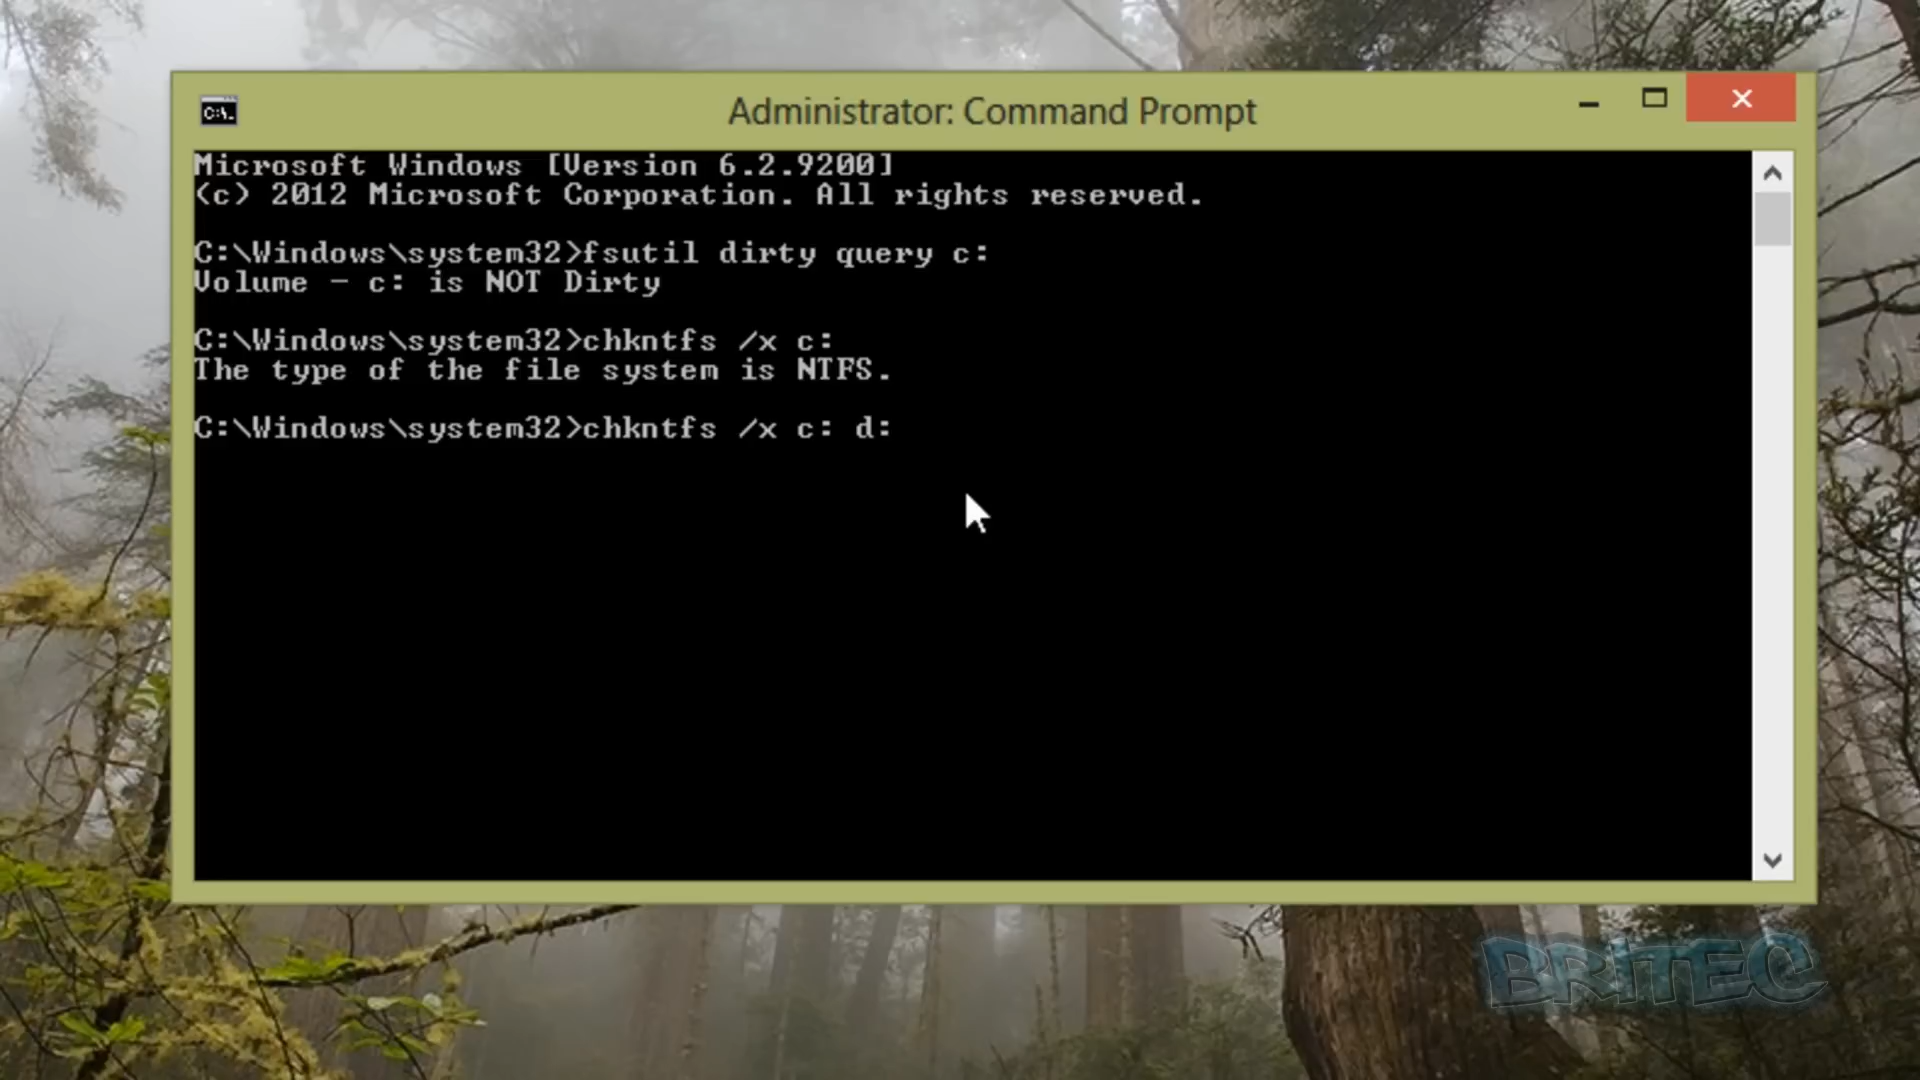 Administrator: Command Prompt
Microsoft Windows [Version 6.2.9200]
(c) 2012 Microsoft Corporation. All rights reserved.
C:\Windows\system32>fsutil dirty query c:
Volume - c: is NOT Dirty
C:\Windows\system32>chkntfs /x c:
The type of the file system is NTFS.
C:\Windows\system32>chkntfs /x c: d:
BRITEC